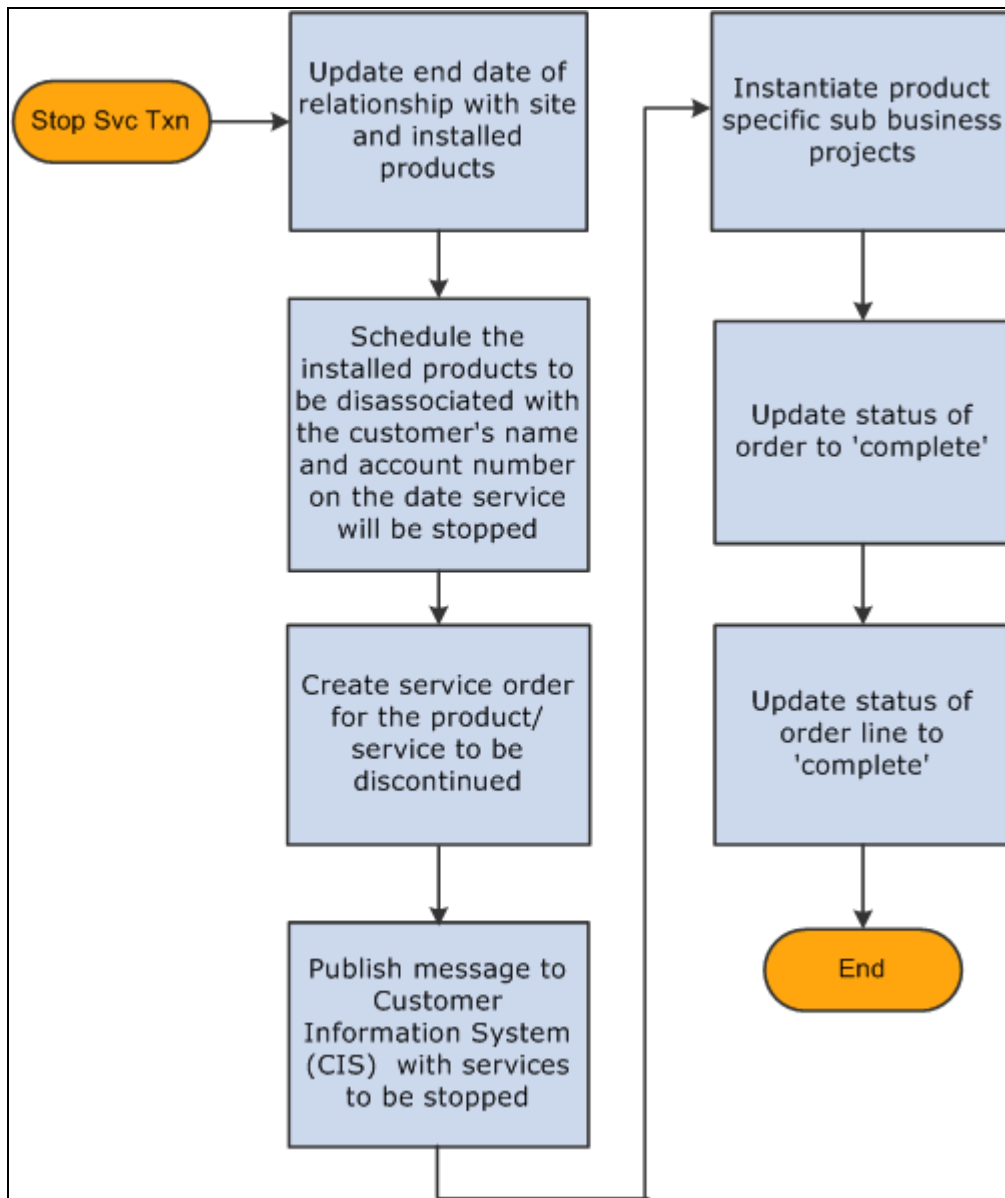 Stop Svc Txn
Update end date of
relationship with site
and installed
products
Schedule the
installed products to
be disassociated with
the customer's name
and account number
on the date service
will be stopped
Create service order
for the product/
service to be
discontinued
Publish message to
Customer
Information System
(CIS) with services
to be stopped
Instantiate product
specific sub business
projects
Update status of
order to 'complete'
Update status of
order line to
'complete'
End